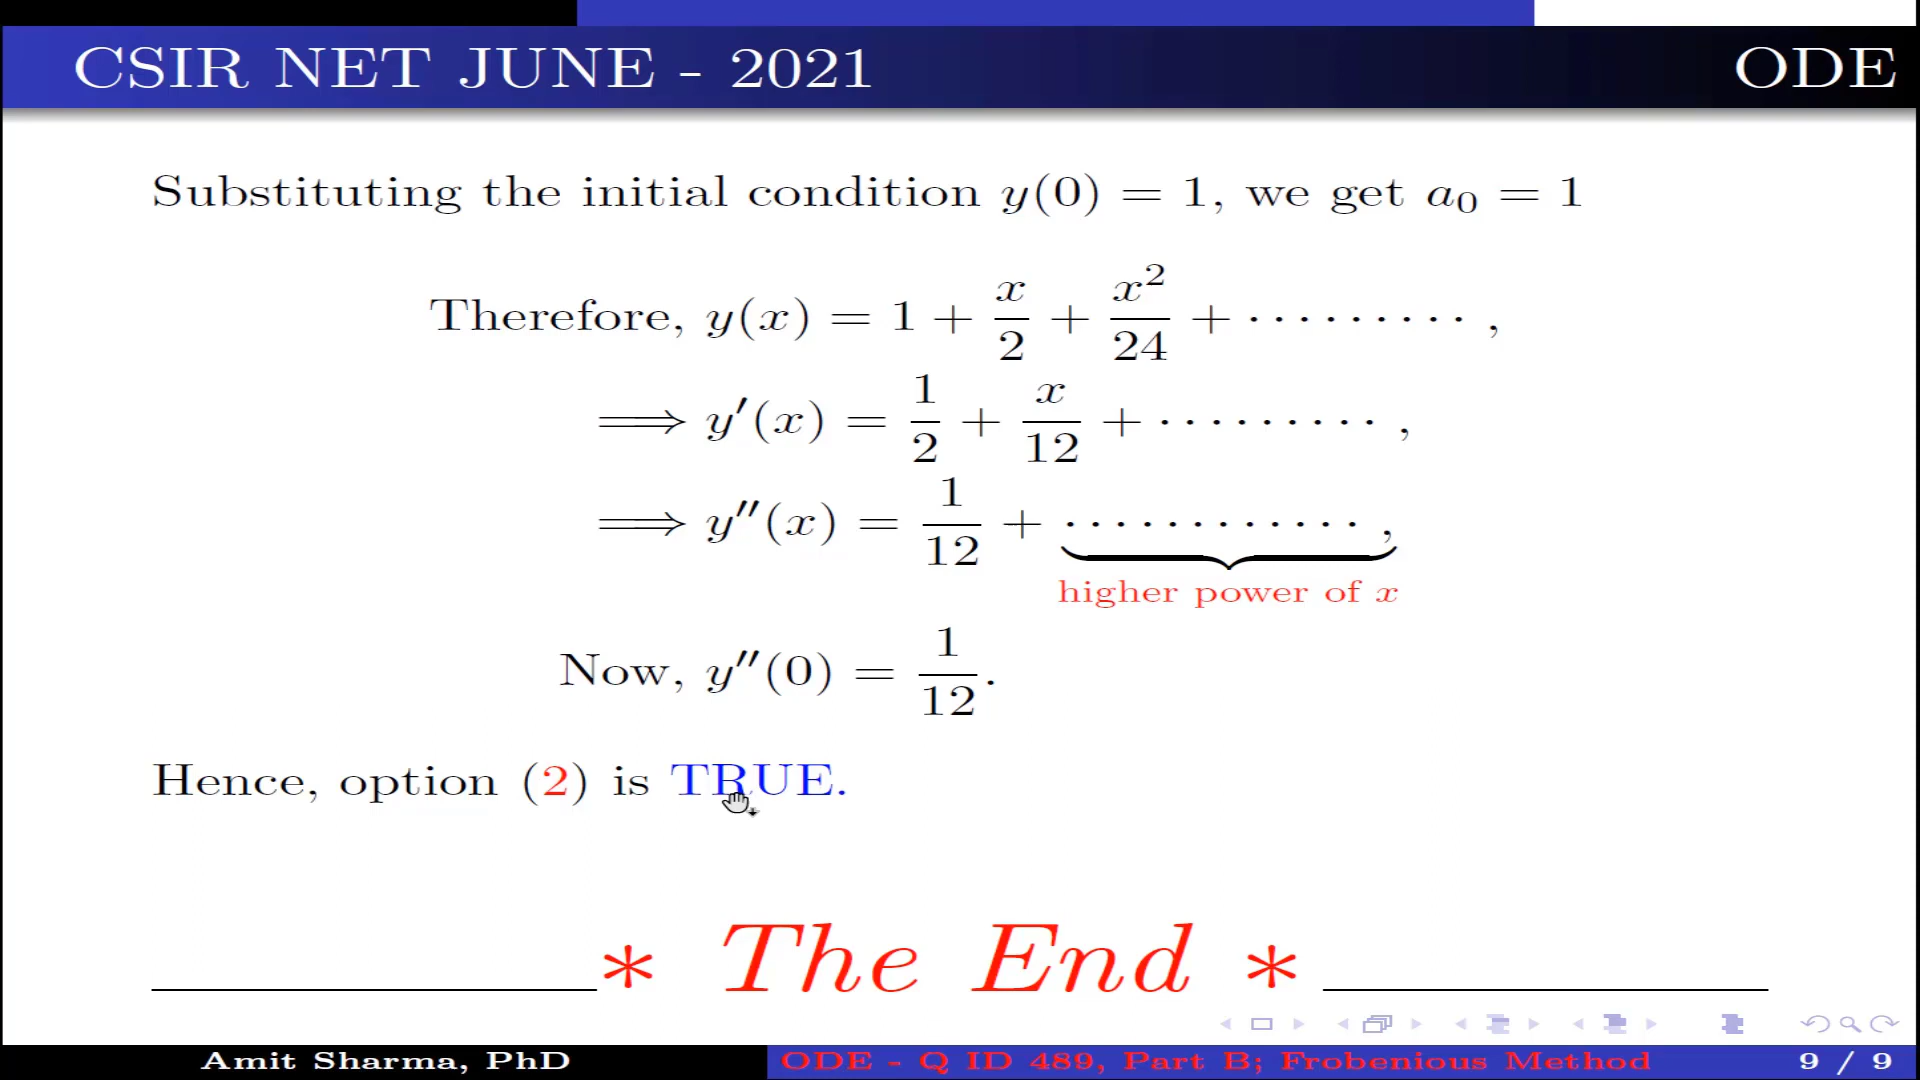 CSIR NET JUNE - 2021 ODE
Substituting the initial condition y(0) = 1, we get a₀ = 1
Therefore, y(x) = 1 + x/2 + x²/24 + ⋯⋯⋯ ,
⟹ y′(x) = 1/2 + x/12 + ⋯⋯⋯ ,
⟹ y″(x) = 1/12 + ⋯⋯⋯⋯ ,
higher power of x
Now, y″(0) = 1/12.
Hence, option (2) is TRUE.
* The End *
Amit Sharma, PhD ODE - Q ID 489, Part B; Frobenious Method 9 / 9